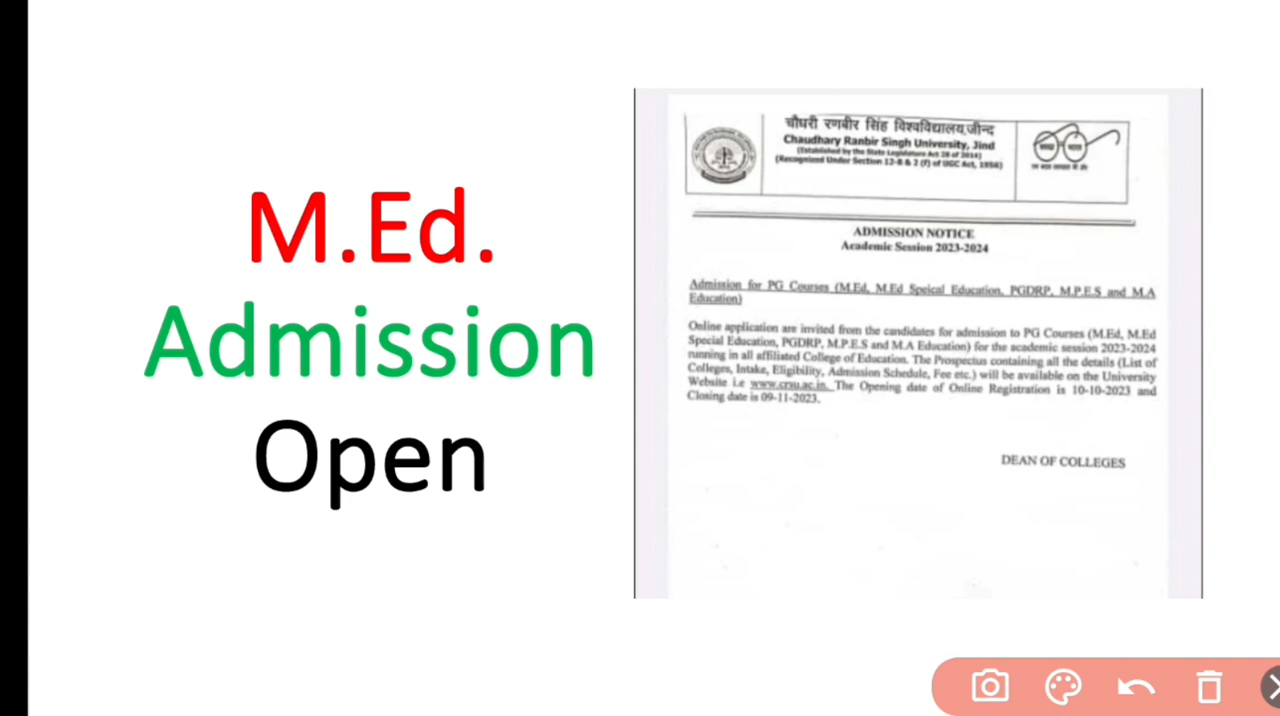 M.Ed.
Admission
Open
चौधरी रणबीर सिंह विश्वविद्यालय, जीन्द
Chaudhary Ranbir Singh University, Jind
(Established by the State Legislature Act 28 of 2014)
(Recognized Under Section 12-B & 2 (f) of UGC Act, 1956)
ADMISSION NOTICE
Academic Session 2023-2024
Admission for PG Courses (M.Ed, M.Ed Speical Education, PGDRP, M.P.E.S and M.A
Education)
Online application are invited from the candidates for admission to PG Courses (M.Ed, M.Ed
Special Education, PGDRP, M.P.E.S and M.A Education) for the academic session 2023-2024
running in all affiliated College of Education. The Prospectus containing all the details (List of
Colleges, Intake, Eligibility, Admission Schedule, Fee etc.) will be available on the University
Website i.e www.crsu.ac.in. The Opening date of Online Registration is 10-10-2023 and
Closing date is 09-11-2023.
DEAN OF COLLEGES